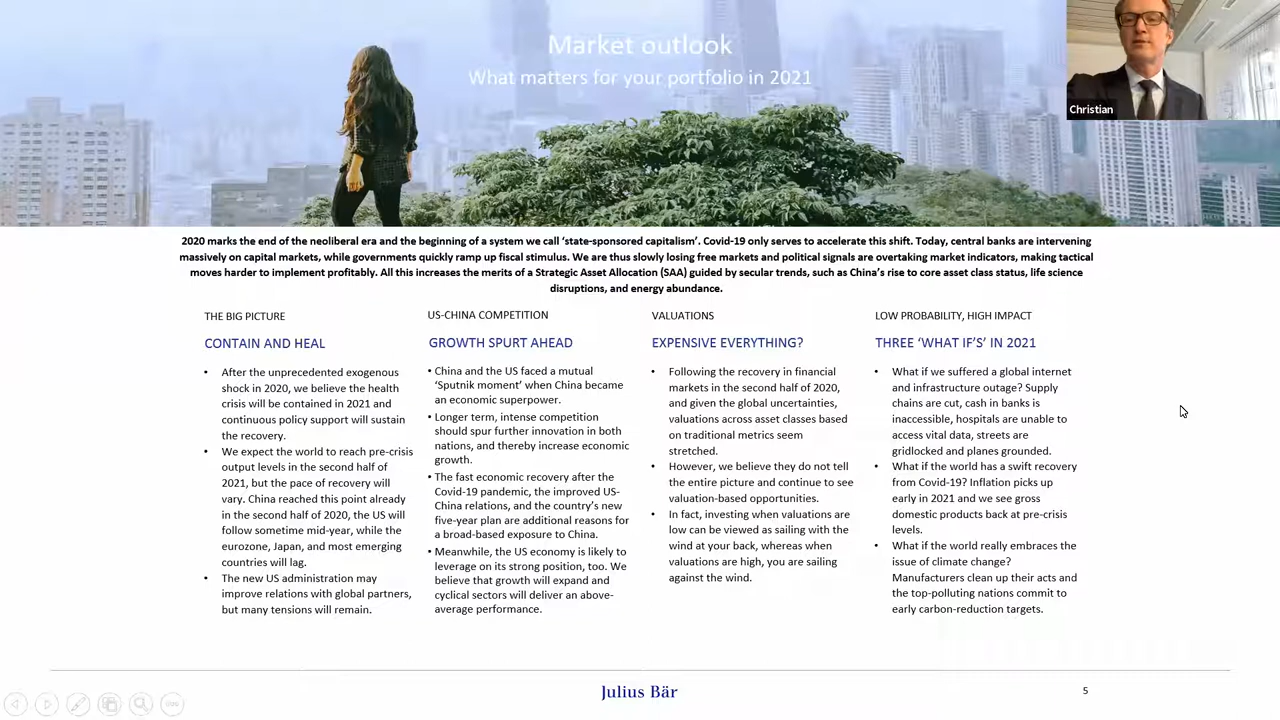 Market outlook
What matters for your portfolio in 2021
Christian
2020 marks the end of the neoliberal era and the beginning of a system we call ‘state-sponsored capitalism’. Covid-19 only serves to accelerate this shift. Today, central banks are intervening
massively on capital markets, while governments quickly ramp up fiscal stimulus. We are thus slowly losing free markets and political signals are overtaking market indicators, making tactical
moves harder to implement profitably. All this increases the merits of a Strategic Asset Allocation (SAA) guided by secular trends, such as China’s rise to core asset class status, life science
disruptions, and energy abundance.
THE BIG PICTURE
CONTAIN AND HEAL
• After the unprecedented exogenous
shock in 2020, we believe the health
crisis will be contained in 2021 and
continuous policy support will sustain
the recovery.
• We expect the world to reach pre-crisis
output levels in the second half of
2021, but the pace of recovery will
vary. China reached this point already
in the second half of 2020, the US will
follow sometime mid-year, while the
eurozone, Japan, and most emerging
countries will lag.
• The new US administration may
improve relations with global partners,
but many tensions will remain.
US-CHINA COMPETITION
GROWTH SPURT AHEAD
• China and the US faced a mutual
‘Sputnik moment’ when China became
an economic superpower.
• Longer term, intense competition
should spur further innovation in both
nations, and thereby increase economic
growth.
• The fast economic recovery after the
Covid-19 pandemic, the improved US-
China relations, and the country’s new
five-year plan are additional reasons for
a broad-based exposure to China.
• Meanwhile, the US economy is likely to
leverage on its strong position, too. We
believe that growth will expand and
cyclical sectors will deliver an above-
average performance.
VALUATIONS
EXPENSIVE EVERYTHING?
• Following the recovery in financial
markets in the second half of 2020,
and given the global uncertainties,
valuations across asset classes based
on traditional metrics seem
stretched.
• However, we believe they do not tell
the entire picture and continue to see
valuation-based opportunities.
• In fact, investing when valuations are
low can be viewed as sailing with the
wind at your back, whereas when
valuations are high, you are sailing
against the wind.
LOW PROBABILITY, HIGH IMPACT
THREE ‘WHAT IF’S’ IN 2021
• What if we suffered a global internet
and infrastructure outage? Supply
chains are cut, cash in banks is
inaccessible, hospitals are unable to
access vital data, streets are
gridlocked and planes grounded.
• What if the world has a swift recovery
from Covid-19? Inflation picks up
early in 2021 and we see gross
domestic products back at pre-crisis
levels.
• What if the world really embraces the
issue of climate change?
Manufacturers clean up their acts and
the top-polluting nations commit to
early carbon-reduction targets.
Julius Bär
5